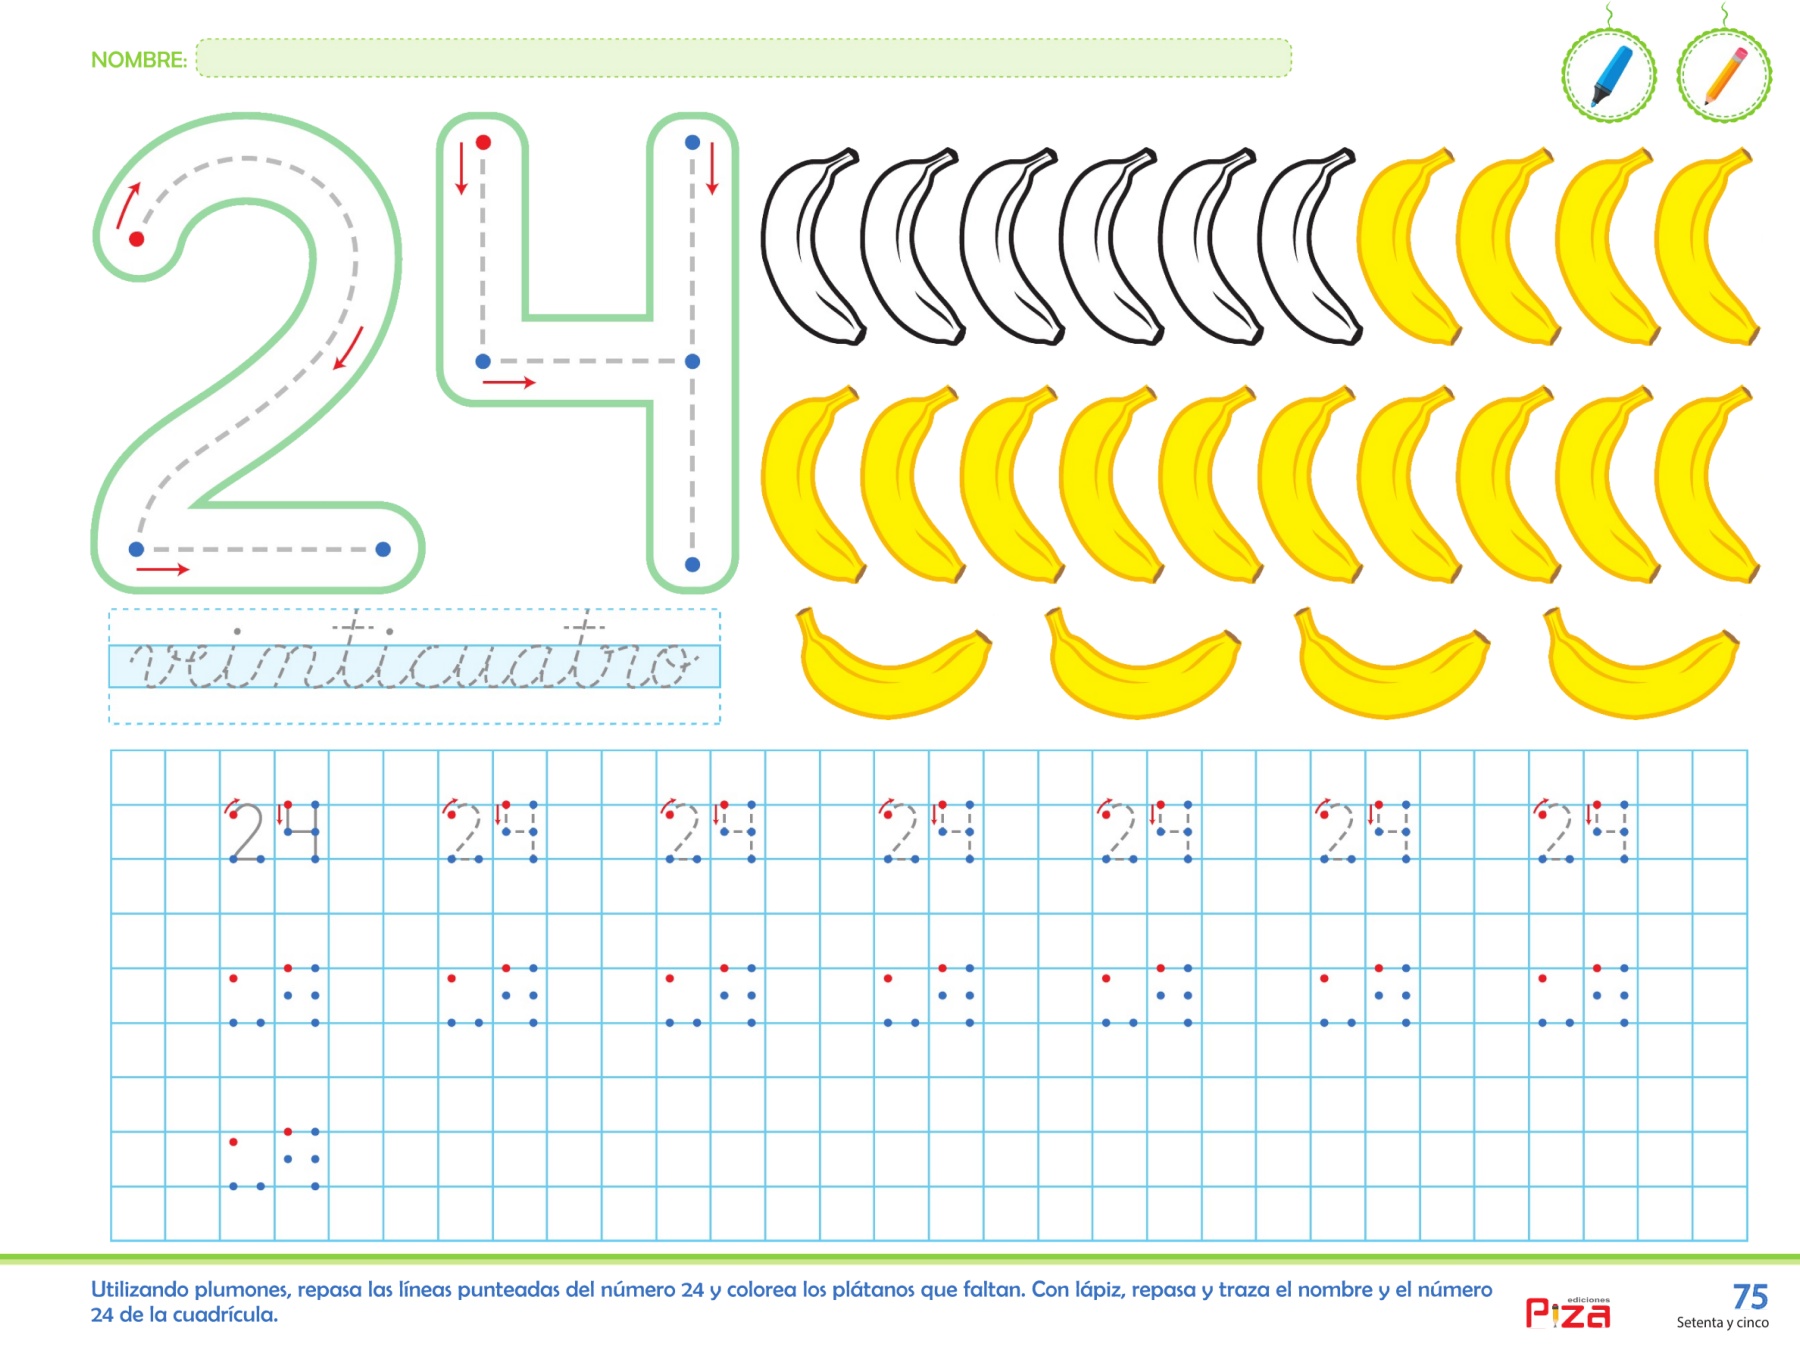 NOMBRE:
24
veinticuatro
24 24 24 24 24 24 24
Utilizando plumones, repasa las líneas punteadas del número 24 y colorea los plátanos que faltan. Con lápiz, repasa y traza el nombre y el número
24 de la cuadrícula.
ediciones
Piza
75
Setenta y cinco